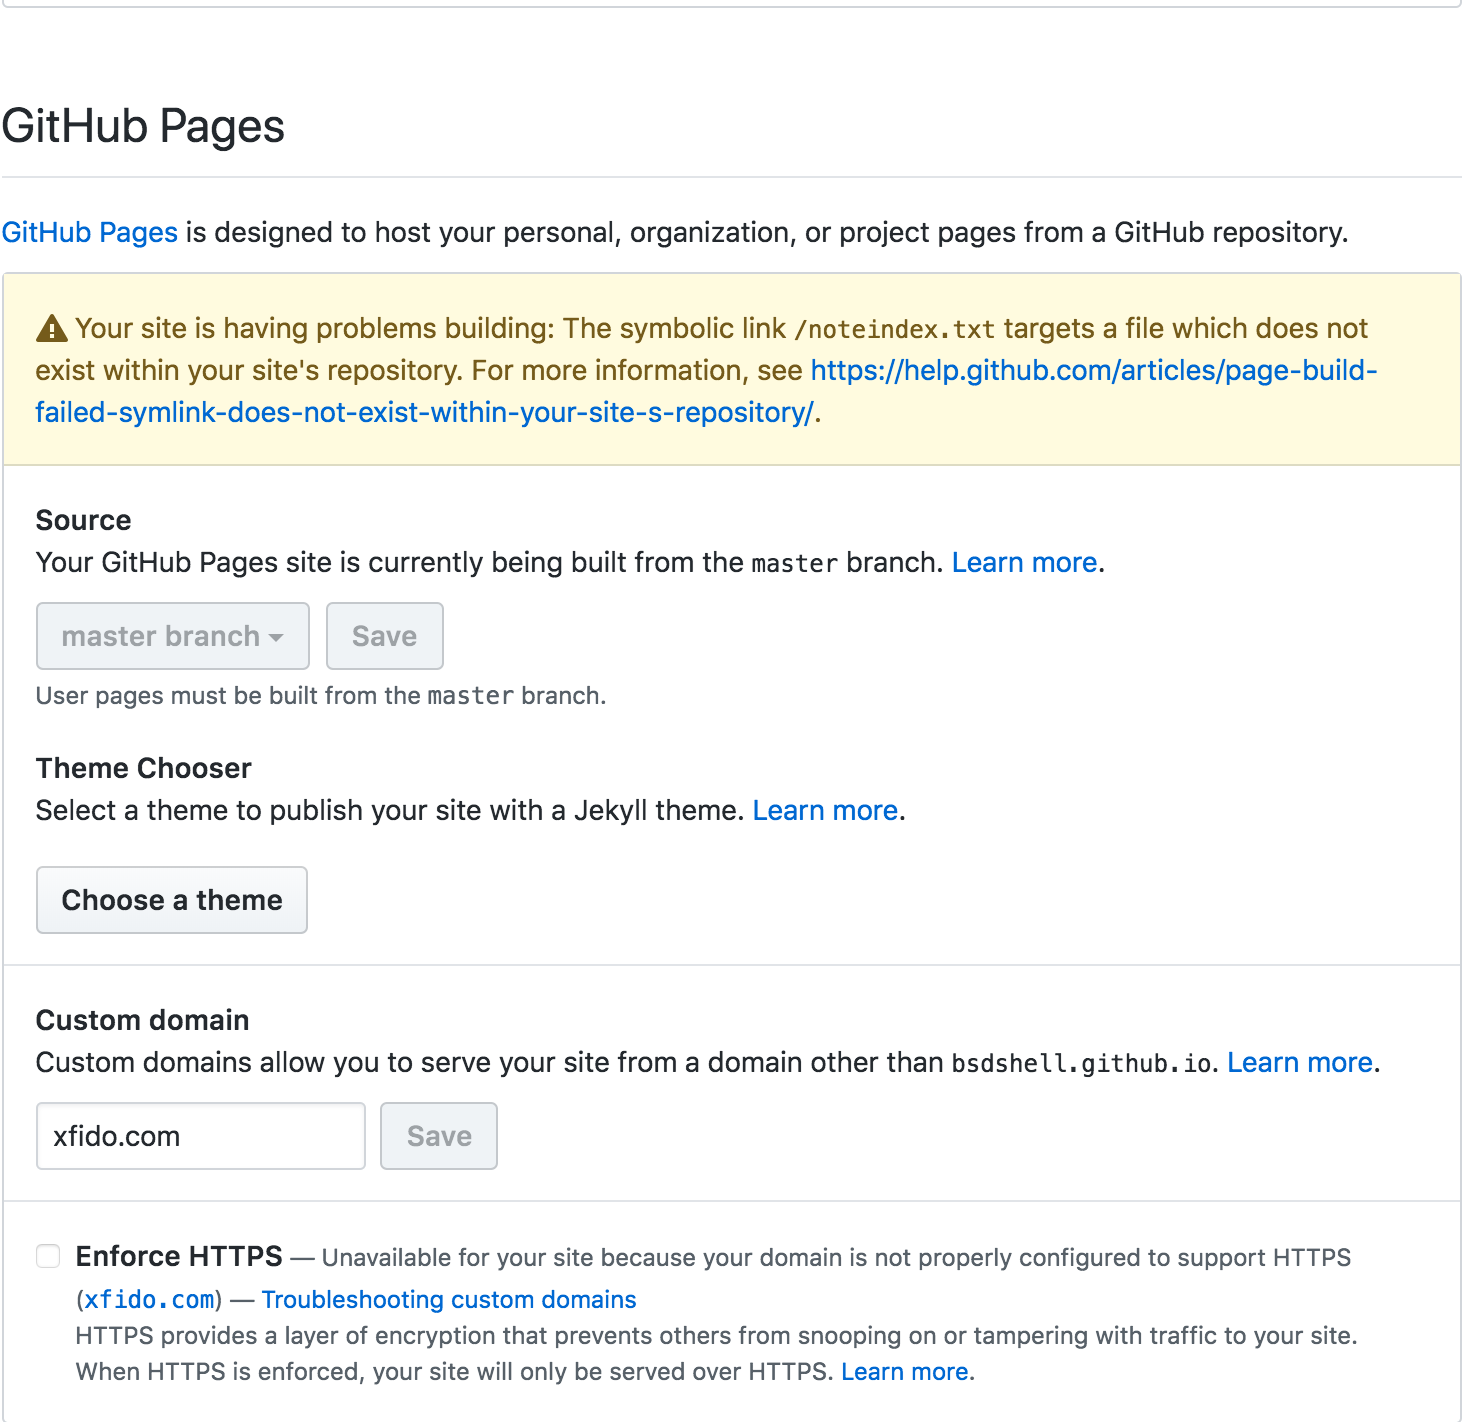 GitHub Pages
GitHub Pages is designed to host your personal, organization, or project pages from a GitHub repository.
Your site is having problems building: The symbolic link /noteindex.txt targets a file which does not
exist within your site's repository. For more information, see https://help.github.com/articles/page-build-
failed-symlink-does-not-exist-within-your-site-s-repository/.
Source
Your GitHub Pages site is currently being built from the master branch. Learn more.
master branch
Save
User pages must be built from the master branch.
Theme Chooser
Select a theme to publish your site with a Jekyll theme. Learn more.
Choose a theme
Custom domain
Custom domains allow you to serve your site from a domain other than bsdshell.github.io. Learn more.
xfido.com
Save
Enforce HTTPS — Unavailable for your site because your domain is not properly configured to support HTTPS
(xfido.com) — Troubleshooting custom domains
HTTPS provides a layer of encryption that prevents others from snooping on or tampering with traffic to your site.
When HTTPS is enforced, your site will only be served over HTTPS. Learn more.